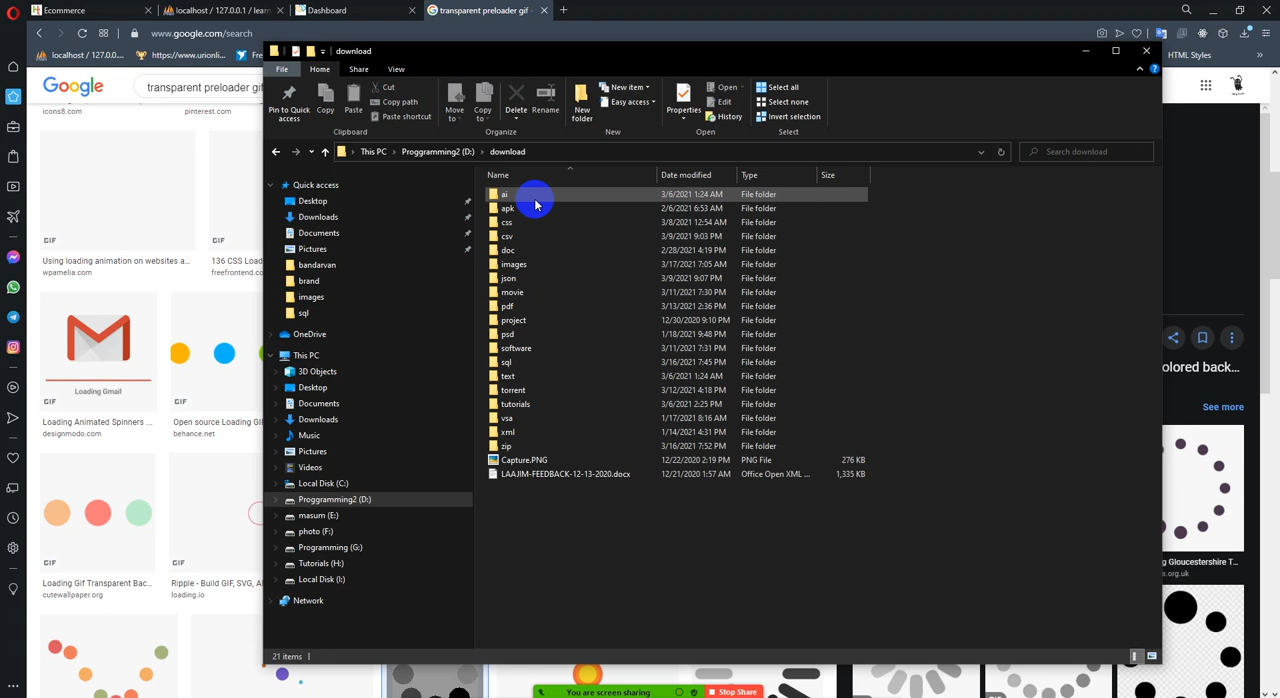 Ecommerce
localhost / 127.0.0.1 / learn
Dashboard
transparent preloader gif -
www.google.com/search
localhost / 127.0.0....
https://www.urionli...
Fre
HTML Styles
download
File Home Share View
Pin to Quick access
Copy
Paste
Cut
Copy path
Paste shortcut
Clipboard
Move to
Copy to
Delete
Rename
Organize
New folder
New item
Easy access
New
Properties
Open
Edit
History
Open
Select all
Select none
Invert selection
Select
This PC
Proggramming2 (D:)
download
Search download
Google
transparent preloader gif
icons8.com
pinterest.com
GIF
GIF
Using loading animation on websites a...
wpamelia.com
136 CSS Load
freefrontend.co
Loading Gmail
GIF
GIF
Loading Animated Spinners ...
designmodo.com
Open source Loading GI
behance.net
GIF
GIF
Loading Gif Transparent Bac...
cutewallpaper.org
Ripple - Build GIF, SVG, A
loading.io
Quick access
Desktop
Downloads
Documents
Pictures
bandarvan
brand
images
sql
OneDrive
This PC
3D Objects
Desktop
Documents
Downloads
Music
Pictures
Videos
Local Disk (C:)
Proggramming2 (D:)
masum (E:)
photo (F:)
Programming (G:)
Tutorials (H:)
Local Disk (I:)
Network
21 items
Name Date modified Type Size
ai 3/6/2021 1:24 AM File folder
apk 2/6/2021 6:53 AM File folder
css 3/8/2021 12:54 AM File folder
csv 3/9/2021 9:03 PM File folder
doc 2/28/2021 4:19 PM File folder
images 3/17/2021 7:05 AM File folder
json 3/9/2021 9:07 PM File folder
movie 3/11/2021 7:30 PM File folder
pdf 3/13/2021 2:36 PM File folder
project 12/30/2020 9:10 PM File folder
psd 1/18/2021 9:48 PM File folder
software 3/11/2021 7:31 PM File folder
sql 3/16/2021 7:45 PM File folder
text 3/6/2021 1:24 AM File folder
torrent 3/12/2021 4:18 PM File folder
tutorials 3/6/2021 2:25 PM File folder
vsa 1/17/2021 8:16 AM File folder
xml 1/14/2021 4:31 PM File folder
zip 3/16/2021 7:52 PM File folder
Capture.PNG 12/22/2020 2:19 PM PNG File 276 KB
LAAJIM-FEEDBACK-12-13-2020.docx 12/21/2020 1:57 AM Office Open XML ... 1,335 KB
olored back...
See more
g Gloucestershire T...
s.org.uk
GIF
You are screen sharing
Stop Share